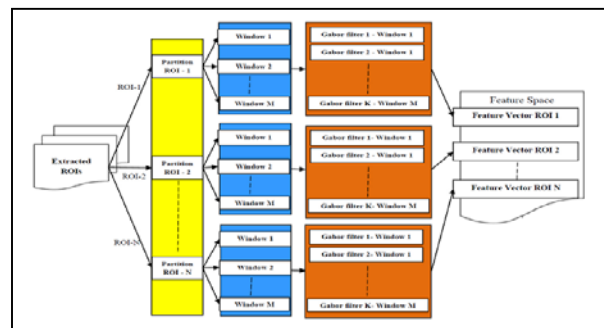 Extracted
ROIs
ROI-1
ROI-2
ROI-N
Partition
ROI - 1
Partition
ROI - 2
Partition
ROI - N
Window 1
Window 2
Window M
Window 1
Window 2
Window M
Window 1
Window 2
Window M
Gabor filter 1 - Window 1
Gabor filter 2 - Window 1
Gabor filter K - Window M
Gabor filter 1- Window 1
Gabor filter 2 - Window 1
Gabor filter K - Window M
Gabor filter 1- Window 1
Gabor filter 2- Window 1
Gabor filter K- Window M
Feature Space
Feature Vector ROI 1
Feature Vector ROI 2
Feature Vector ROI N